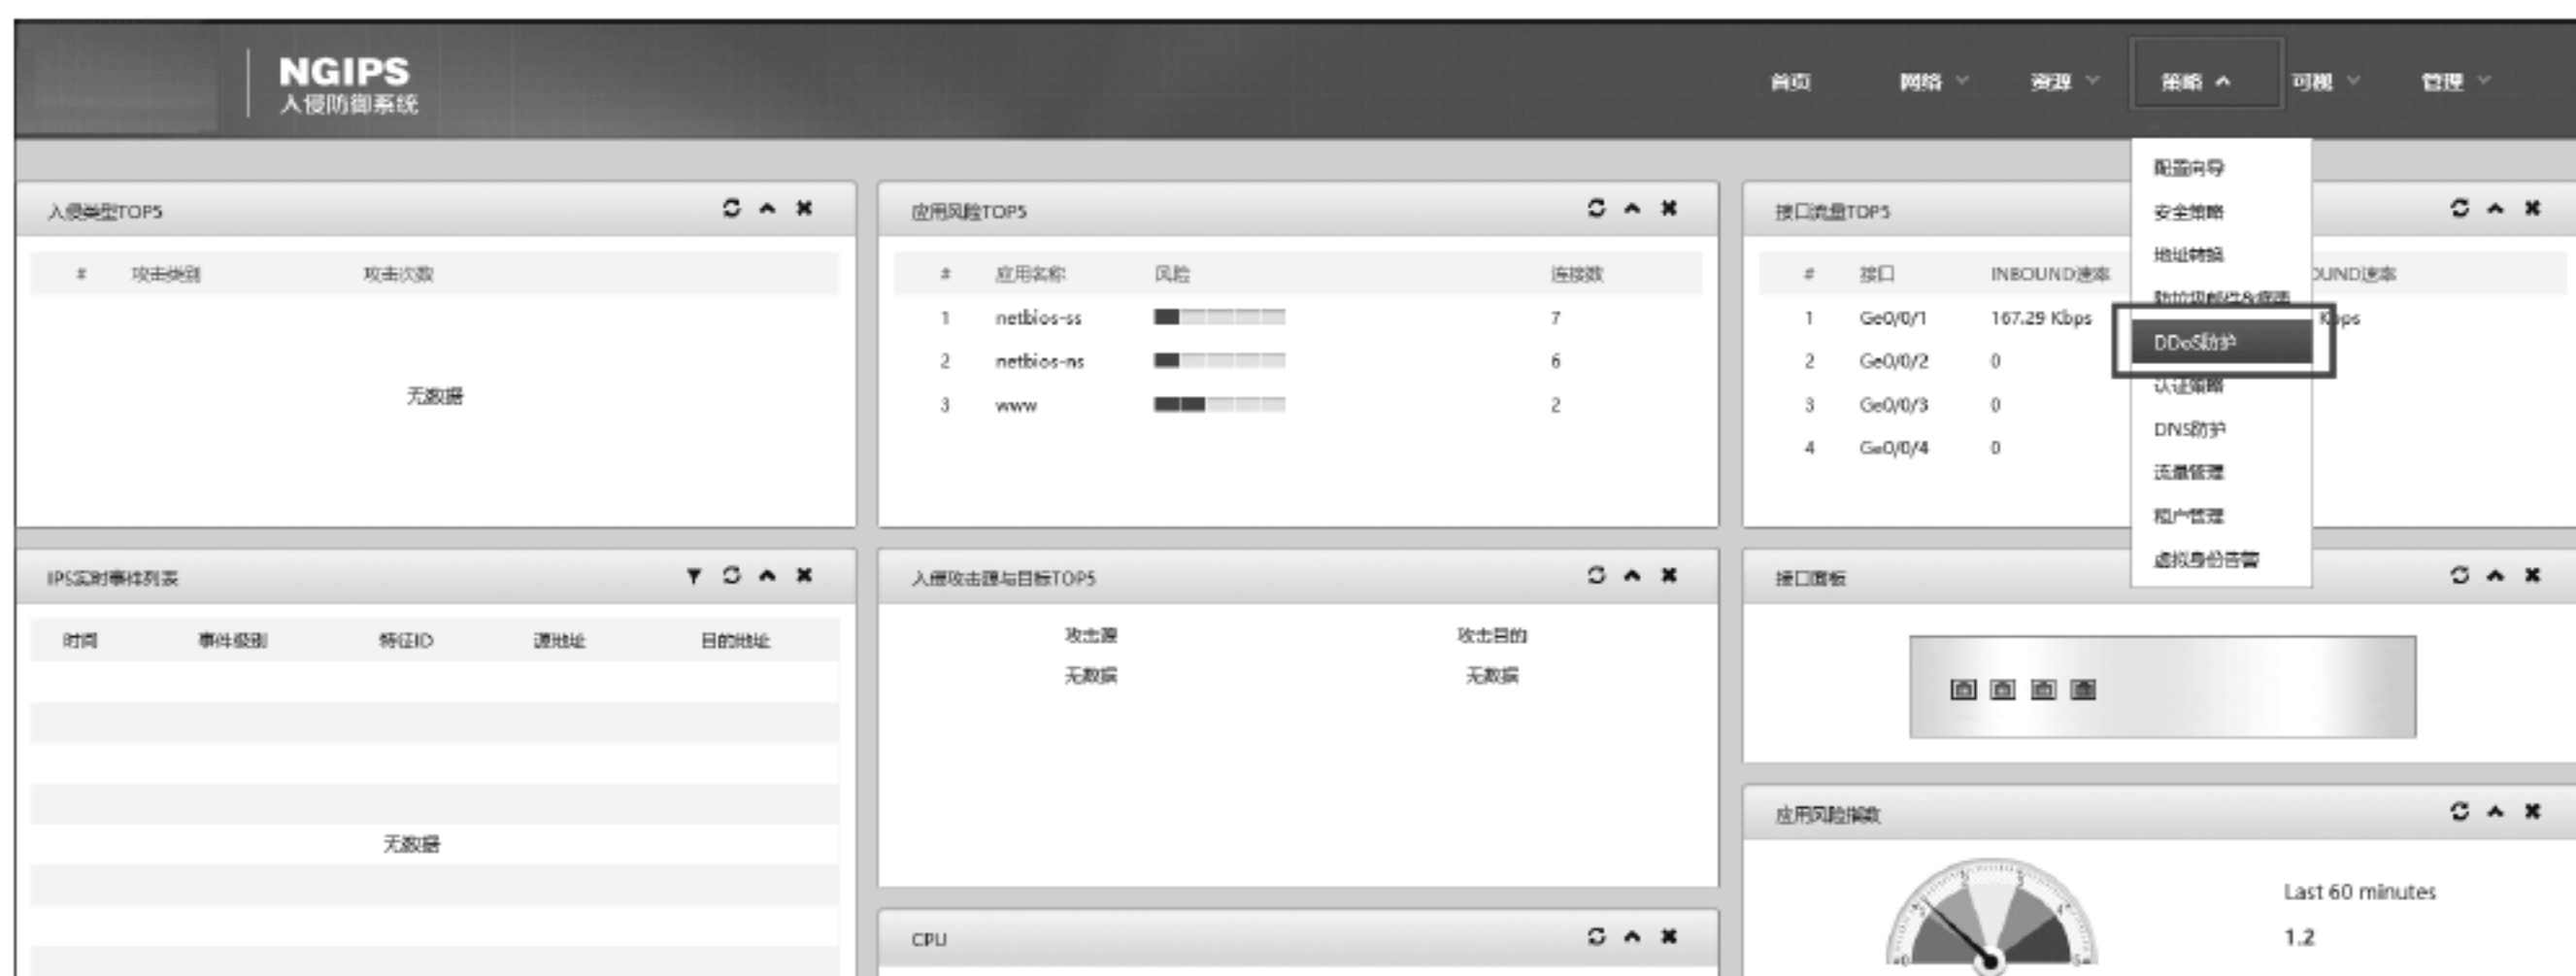 NGIPS
入侵防御系统
首页 网络 资源 策略 可视 管理
配置向导
安全策略
地址转换
DDoS防护
认证策略
DNS防护
流量管理
租户管理
虚拟身份告警
入侵类型TOP5
# 攻击类别 攻击次数
无数据
应用风险TOP5
# 应用名称 风险 连接数
1 netbios-ss 7
2 netbios-ns 6
3 www 2
接口流量TOP5
# 接口 INBOUND速率 OUND速率
1 Ge0/0/1 167.29 Kbps Kbps
2 Ge0/0/2 0
3 Ge0/0/3 0
4 Ge0/0/4 0
IPS实时事件列表
时间 事件级别 特征ID 源地址 目的地址
无数据
入侵攻击源与目标TOP5
攻击源 攻击目的
无数据 无数据
接口面板
CPU
应用风险指数
Last 60 minutes
1.2